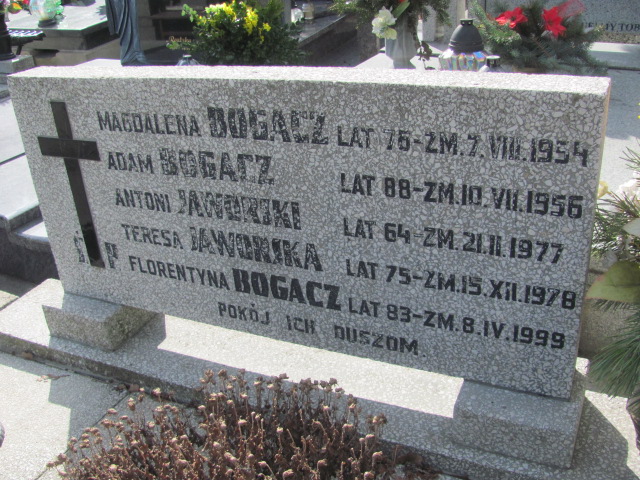 MAGDALENA BOGACZ LAT 76-ZM.7.VIII.1954
ADAM BOGACZ LAT 88-ZM.10.VII.1956
ANTONI JAWORSKI LAT 64-ZM.21.II.1977
TERESA JAWORSKA LAT 75-ZM.15.XII.1978
Ś P FLORENTYNA BOGACZ LAT 83-ZM.8.IV.1999
POKÓJ ICH DUSZOM.